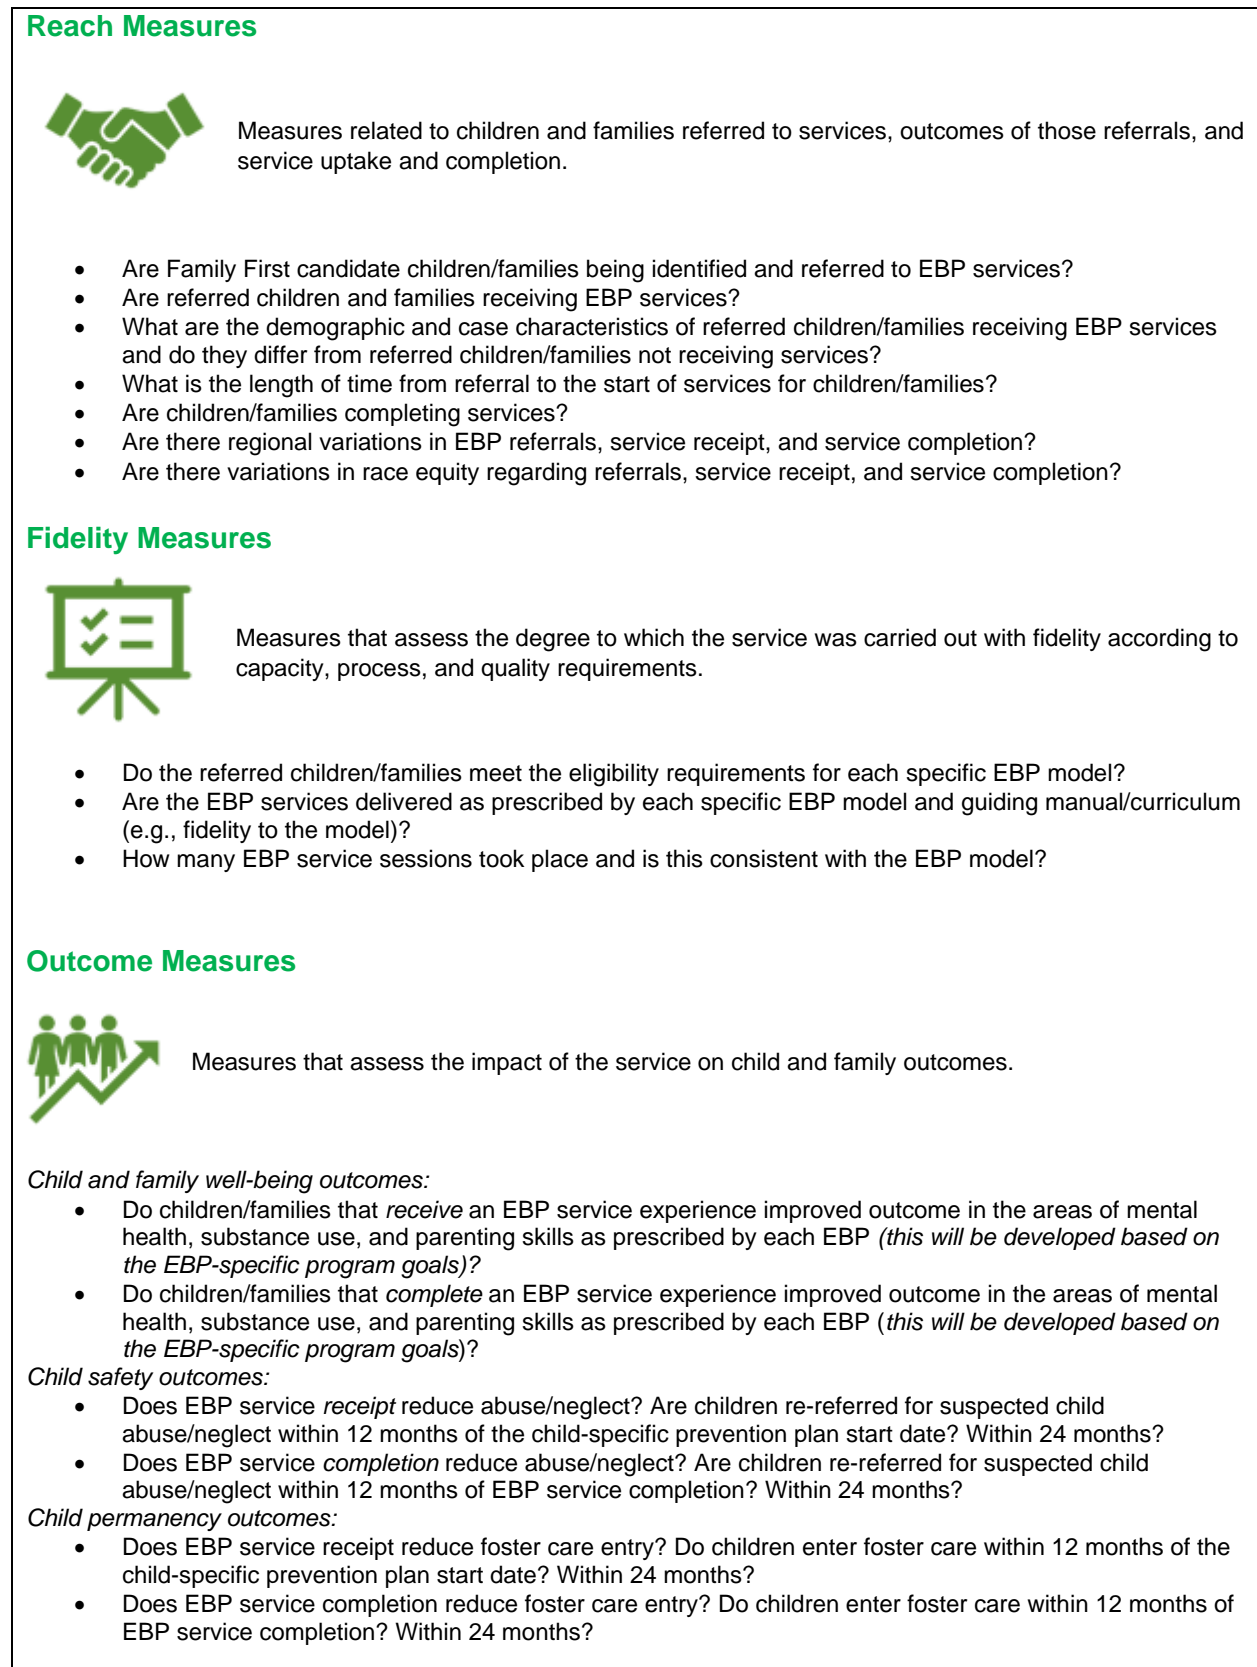 Reach Measures
Measures related to children and families referred to services, outcomes of those referrals, and
service uptake and completion.
• Are Family First candidate children/families being identified and referred to EBP services?
• Are referred children and families receiving EBP services?
• What are the demographic and case characteristics of referred children/families receiving EBP services
and do they differ from referred children/families not receiving services?
• What is the length of time from referral to the start of services for children/families?
• Are children/families completing services?
• Are there regional variations in EBP referrals, service receipt, and service completion?
• Are there variations in race equity regarding referrals, service receipt, and service completion?
Fidelity Measures
Measures that assess the degree to which the service was carried out with fidelity according to
capacity, process, and quality requirements.
• Do the referred children/families meet the eligibility requirements for each specific EBP model?
• Are the EBP services delivered as prescribed by each specific EBP model and guiding manual/curriculum
(e.g., fidelity to the model)?
• How many EBP service sessions took place and is this consistent with the EBP model?
Outcome Measures
Measures that assess the impact of the service on child and family outcomes.
Child and family well-being outcomes:
• Do children/families that receive an EBP service experience improved outcome in the areas of mental
health, substance use, and parenting skills as prescribed by each EBP (this will be developed based on
the EBP-specific program goals)?
• Do children/families that complete an EBP service experience improved outcome in the areas of mental
health, substance use, and parenting skills as prescribed by each EBP (this will be developed based on
the EBP-specific program goals)?
Child safety outcomes:
• Does EBP service receipt reduce abuse/neglect? Are children re-referred for suspected child
abuse/neglect within 12 months of the child-specific prevention plan start date? Within 24 months?
• Does EBP service completion reduce abuse/neglect? Are children re-referred for suspected child
abuse/neglect within 12 months of EBP service completion? Within 24 months?
Child permanency outcomes:
• Does EBP service receipt reduce foster care entry? Do children enter foster care within 12 months of the
child-specific prevention plan start date? Within 24 months?
• Does EBP service completion reduce foster care entry? Do children enter foster care within 12 months of
EBP service completion? Within 24 months?